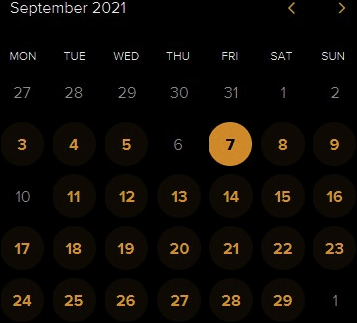 September 2021
MON TUE WED THU FRI SAT SUN
27 28 29 30 31 1 2
3 4 5 6 7 8 9
10 11 12 13 14 15 16
17 18 19 20 21 22 23
24 25 26 27 28 29 1